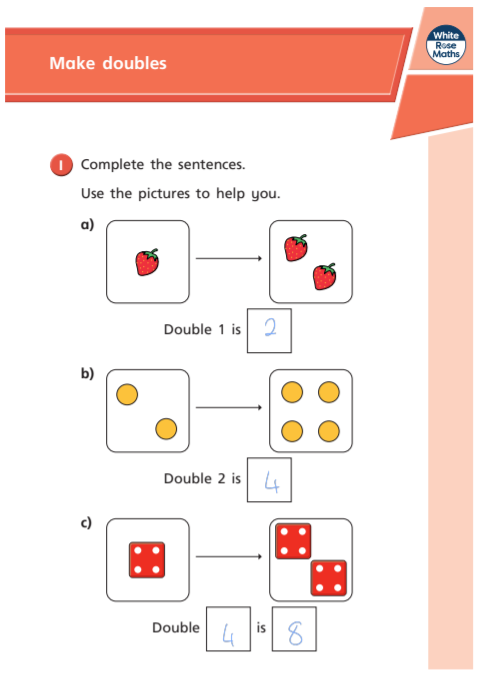 White
Rose
Maths
Make doubles
1 Complete the sentences.
Use the pictures to help you.
a)
Double 1 is 2
b)
Double 2 is 4
c)
Double 4 is 8